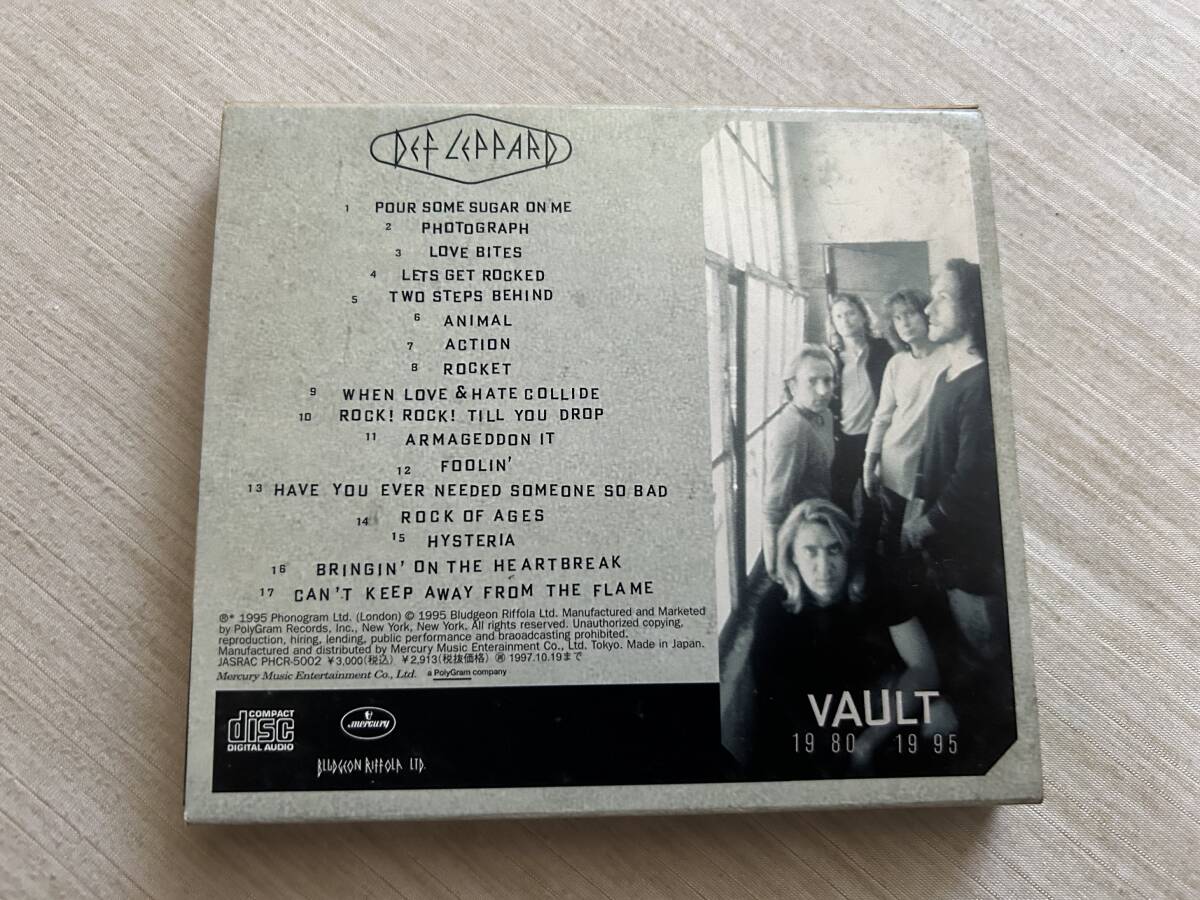 DEF LEPPARD
1 POUR SOME SUGAR ON ME
2 PHOTOGRAPH
3 LOVE BITES
4 LETS GET ROCKED
5 TWO STEPS BEHIND
6 ANIMAL
7 ACTION
8 ROCKET
9 WHEN LOVE & HATE COLLIDE
10 ROCK! ROCK! TILL YOU DROP
11 ARMAGEDDON IT
12 FOOLIN'
13 HAVE YOU EVER NEEDED SOMEONE SO BAD
14 ROCK OF AGES
15 HYSTERIA
16 BRINGIN' ON THE HEARTBREAK
17 CAN'T KEEP AWAY FROM THE FLAME
℗* 1995 Phonogram Ltd. (London) © 1995 Bludgeon Riffola Ltd. Manufactured and Marketed
by PolyGram Records, Inc., New York, New York. All rights reserved. Unauthorized copying,
reproduction, hiring, lending, public performance and braoadcasting prohibited.
Manufactured and distributed by Mercury Music Enterainment Co., Ltd. Tokyo. Made in Japan.
JASRAC PHCR-5002 ¥3,000(税込) ¥2,913(税抜価格) ㊞ 1997.10.19まで
Mercury Music Entertainment Co., Ltd. a PolyGram company
COMPACT
disc
DIGITAL AUDIO
mercury
BLUDGEON RIFFOLA LTD.
VAULT
1980 1995